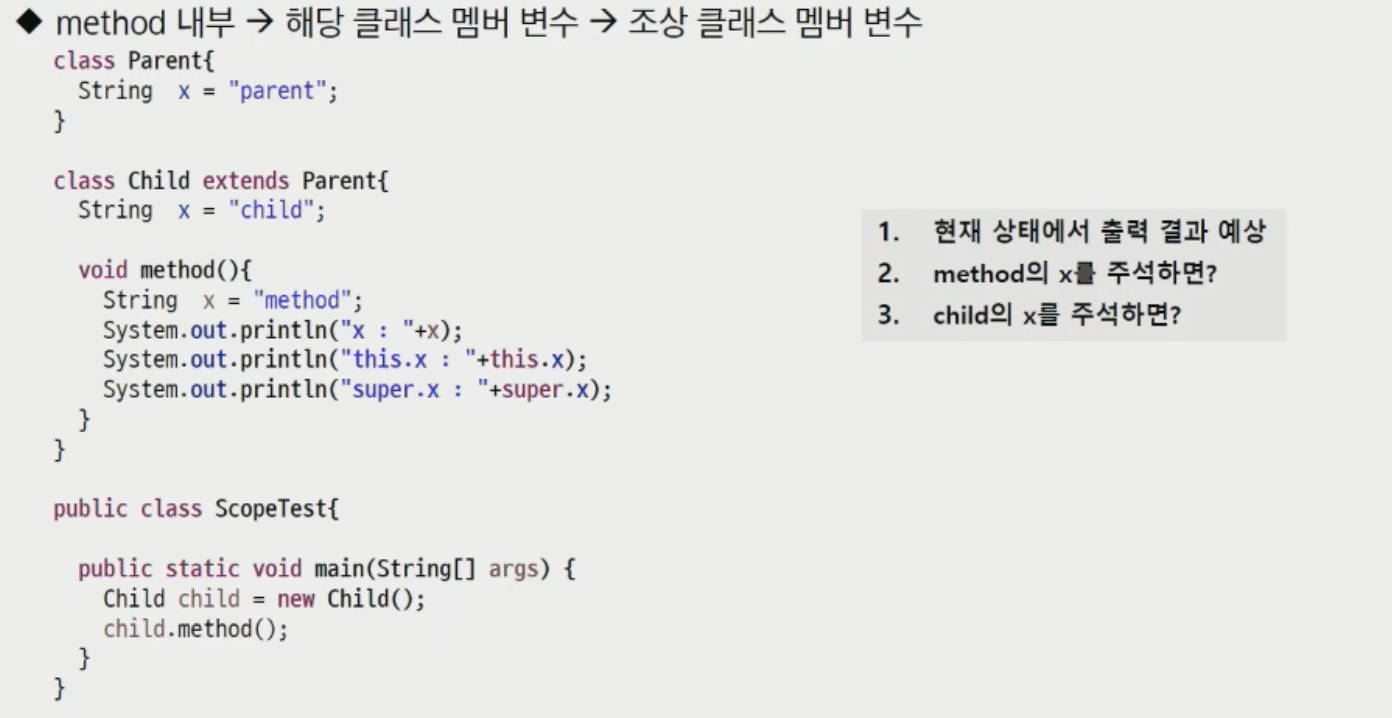 ◆ method 내부 → 해당 클래스 멤버 변수 → 조상 클래스 멤버 변수
class Parent{
  String  x = "parent";
}

class Child extends Parent{
  String  x = "child";

  void method(){
    String  x = "method";
    System.out.println("x : "+x);
    System.out.println("this.x : "+this.x);
    System.out.println("super.x : "+super.x);
  }
}

public class ScopeTest{

  public static void main(String[] args) {
    Child child = new Child();
    child.method();
  }
}
1. 현재 상태에서 출력 결과 예상
2. method의 x를 주석하면?
3. child의 x를 주석하면?